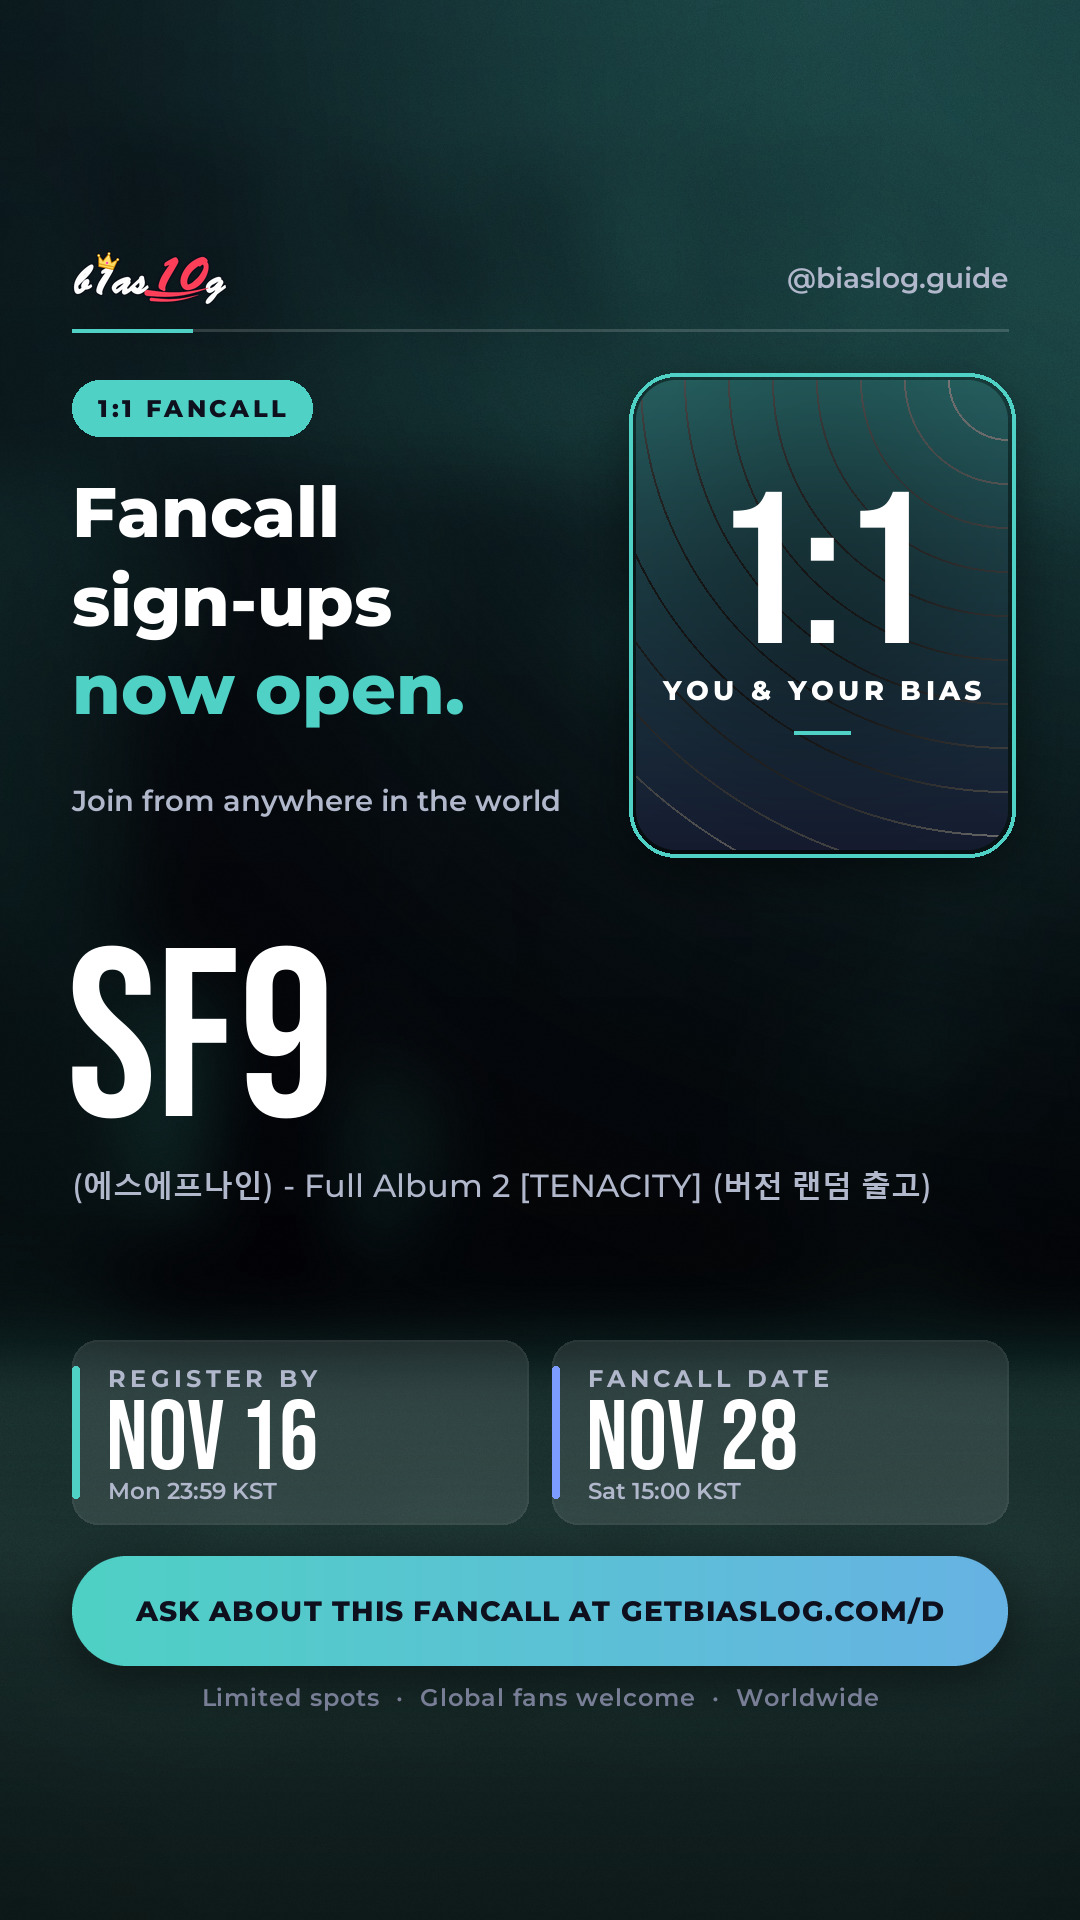 b1as10g
@biaslog.guide
1:1 FANCALL
Fancall
sign-ups
now open.
Join from anywhere in the world
1:1
YOU & YOUR BIAS
SF9
(에스에프나인) - Full Album 2 [TENACITY] (버전 랜덤 출고)
REGISTER BY
NOV 16
Mon 23:59 KST
FANCALL DATE
NOV 28
Sat 15:00 KST
ASK ABOUT THIS FANCALL AT GETBIASLOG.COM/D
Limited spots · Global fans welcome · Worldwide